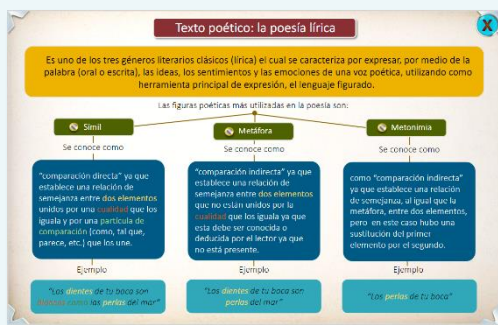 Texto poético: la poesía lírica
X
Es uno de los tres géneros literarios clásicos (lírica) el cual se caracteriza por expresar, por medio de la
palabra (oral o escrita), las ideas, los sentimientos y las emociones de una voz poética, utilizando como
herramienta principal de expresión, el lenguaje figurado.
Las figuras poéticas más utilizadas en la poesía son:
Símil
Se conoce como
"comparación directa" ya que
establece una relación de
semejanza entre dos elementos
unidos por una cualidad que los
iguala y por una partícula de
comparación (como, tal que,
parece, etc.) que los une.
Ejemplo
"Los dientes de tu boca son
blancos como las perlas del mar"
Metáfora
Se conoce como
"comparación indirecta" ya que
establece una relación de
semejanza entre dos elementos
que no están unidos por la
cualidad que los iguala ya que
esta debe ser conocida o
deducida por el lector ya que
no está presente.
Ejemplo
"Los dientes de tu boca son
perlas del mar"
Metonimia
Se conoce como
como "comparación indirecta"
ya que establece una relación
de semejanza, al igual que la
metáfora, entre dos elementos,
pero en este caso hubo una
sustitución del primer
elemento por el segundo.
Ejemplo
"Las perlas de tu boca"